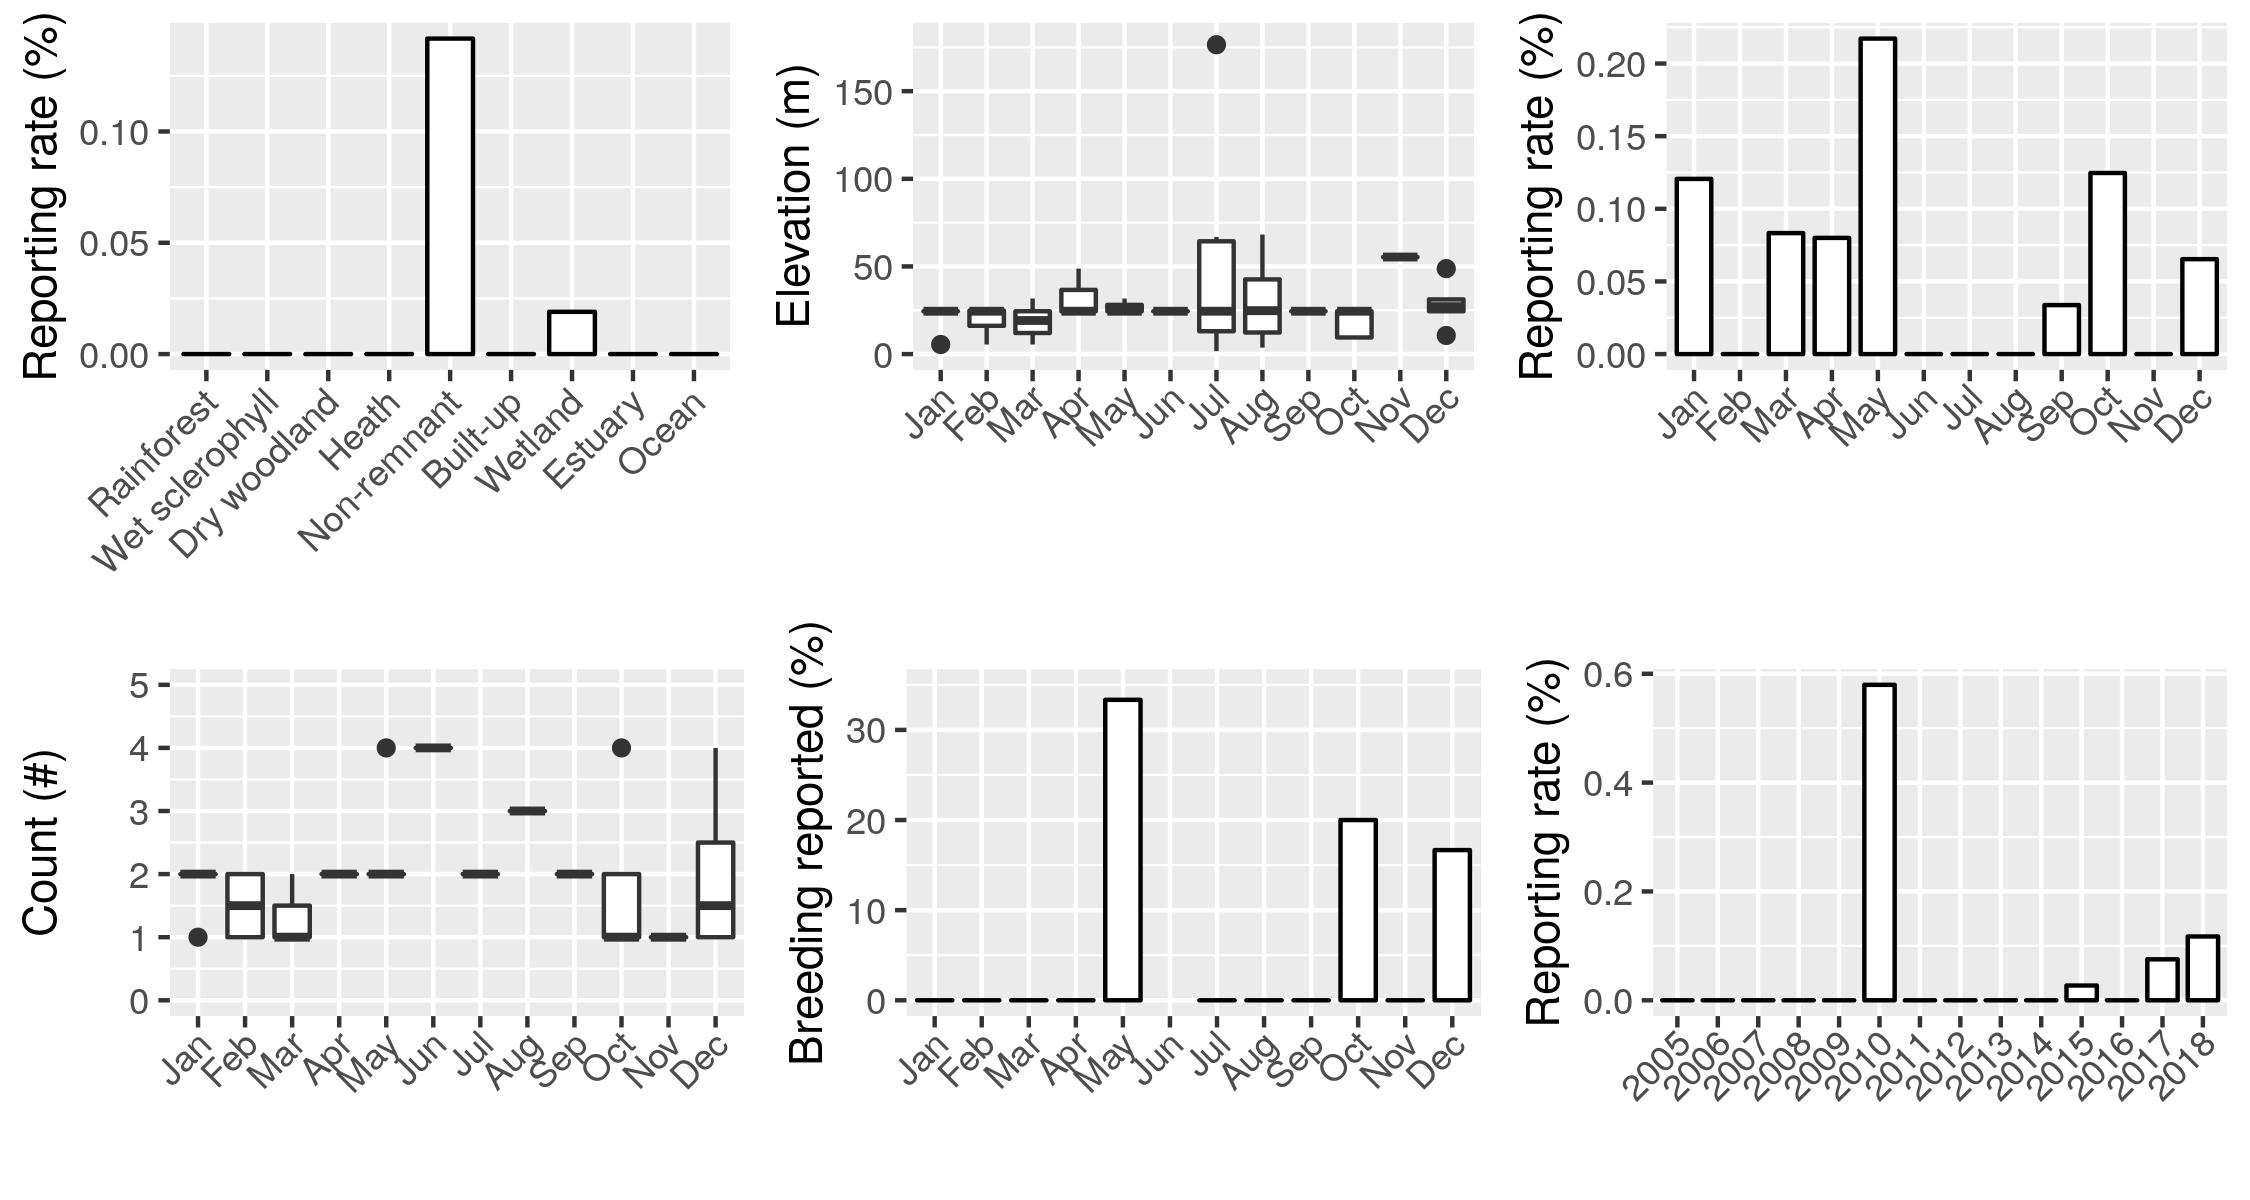 Reporting rate (%)
0.10
0.05
0.00
Rainforest
Wet sclerophyll
Dry woodland
Heath
Non-remnant
Built-up
Wetland
Estuary
Ocean
Elevation (m)
150
100
50
0
Jan
Feb
Mar
Apr
May
Jun
Jul
Aug
Sep
Oct
Nov
Dec
Reporting rate (%)
0.20
0.15
0.10
0.05
0.00
Jan
Feb
Mar
Apr
May
Jun
Jul
Aug
Sep
Oct
Nov
Dec
Count (#)
5
4
3
2
1
0
Jan
Feb
Mar
Apr
May
Jun
Jul
Aug
Sep
Oct
Nov
Dec
Breeding reported (%)
30
20
10
0
Jan
Feb
Mar
Apr
May
Jun
Jul
Aug
Sep
Oct
Nov
Dec
Reporting rate (%)
0.6
0.4
0.2
0.0
2005
2006
2007
2008
2009
2010
2011
2012
2013
2014
2015
2016
2017
2018